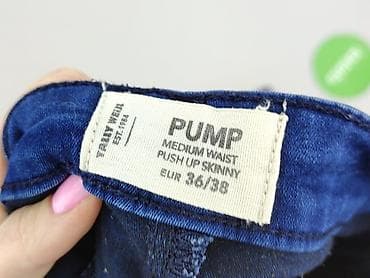 TALLY WEIJL
EST. 1984
PUMP
MEDIUM WAIST
PUSH UP SKINNY
EUR 36/38